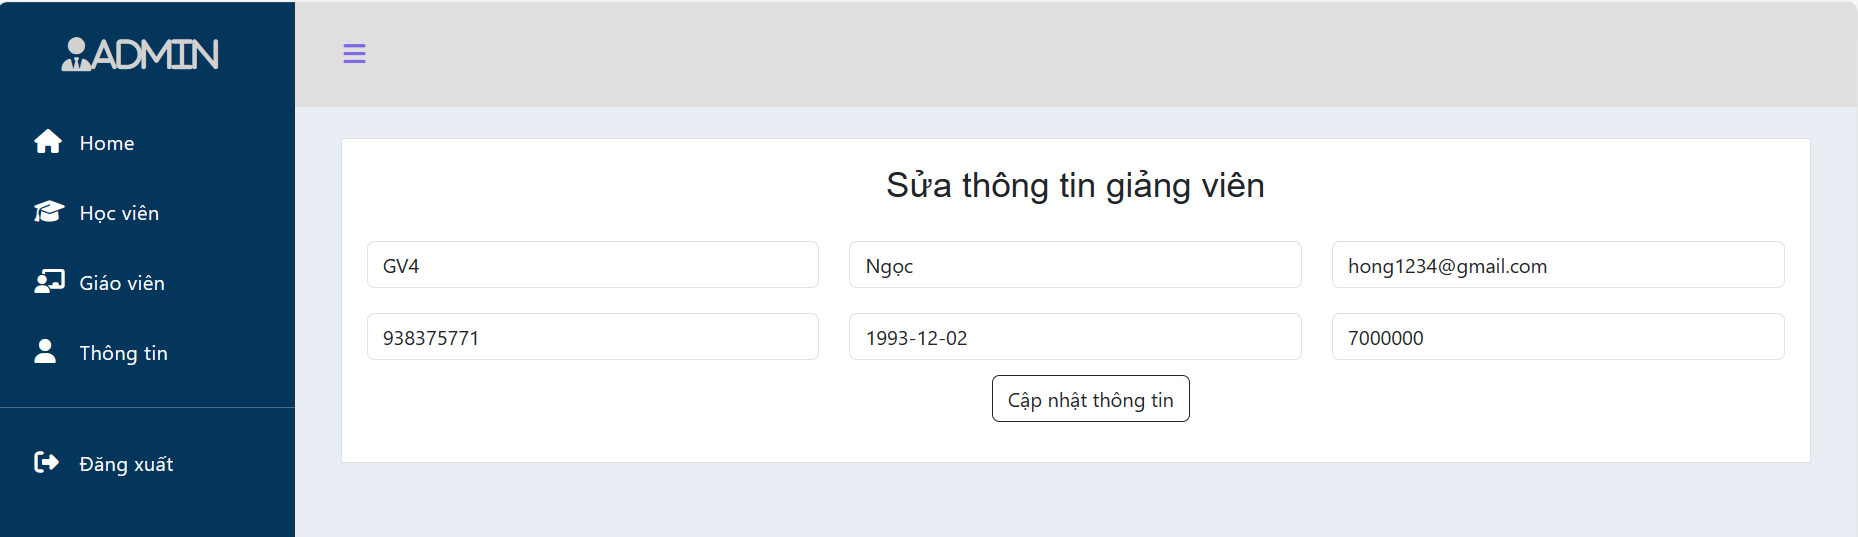 ADMIN
Home
Học viên
Giáo viên
Thông tin
Đăng xuất
Sửa thông tin giảng viên
GV4
Ngọc
hong1234@gmail.com
938375771
1993-12-02
7000000
Cập nhật thông tin